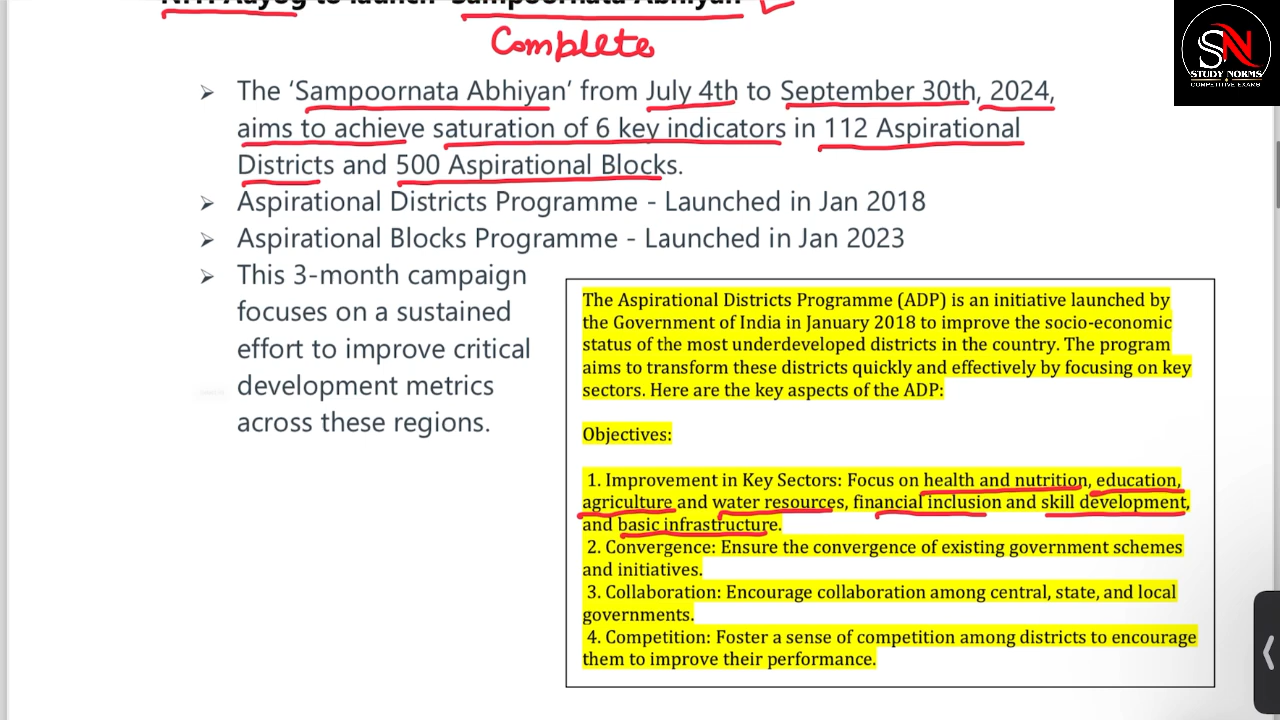 NITI Aayog to launch 'Sampoornata Abhiyan'
Complete
SN
STUDY NORMS
COMPETITIVE EXAMS
➢ The ‘Sampoornata Abhiyan’ from July 4th to September 30th, 2024,
aims to achieve saturation of 6 key indicators in 112 Aspirational
Districts and 500 Aspirational Blocks.
➢ Aspirational Districts Programme - Launched in Jan 2018
➢ Aspirational Blocks Programme - Launched in Jan 2023
➢ This 3-month campaign
focuses on a sustained
effort to improve critical
development metrics
across these regions.
The Aspirational Districts Programme (ADP) is an initiative launched by
the Government of India in January 2018 to improve the socio-economic
status of the most underdeveloped districts in the country. The program
aims to transform these districts quickly and effectively by focusing on key
sectors. Here are the key aspects of the ADP:
Objectives:
1. Improvement in Key Sectors: Focus on health and nutrition, education,
agriculture and water resources, financial inclusion and skill development,
and basic infrastructure.
2. Convergence: Ensure the convergence of existing government schemes
and initiatives.
3. Collaboration: Encourage collaboration among central, state, and local
governments.
4. Competition: Foster a sense of competition among districts to encourage
them to improve their performance.